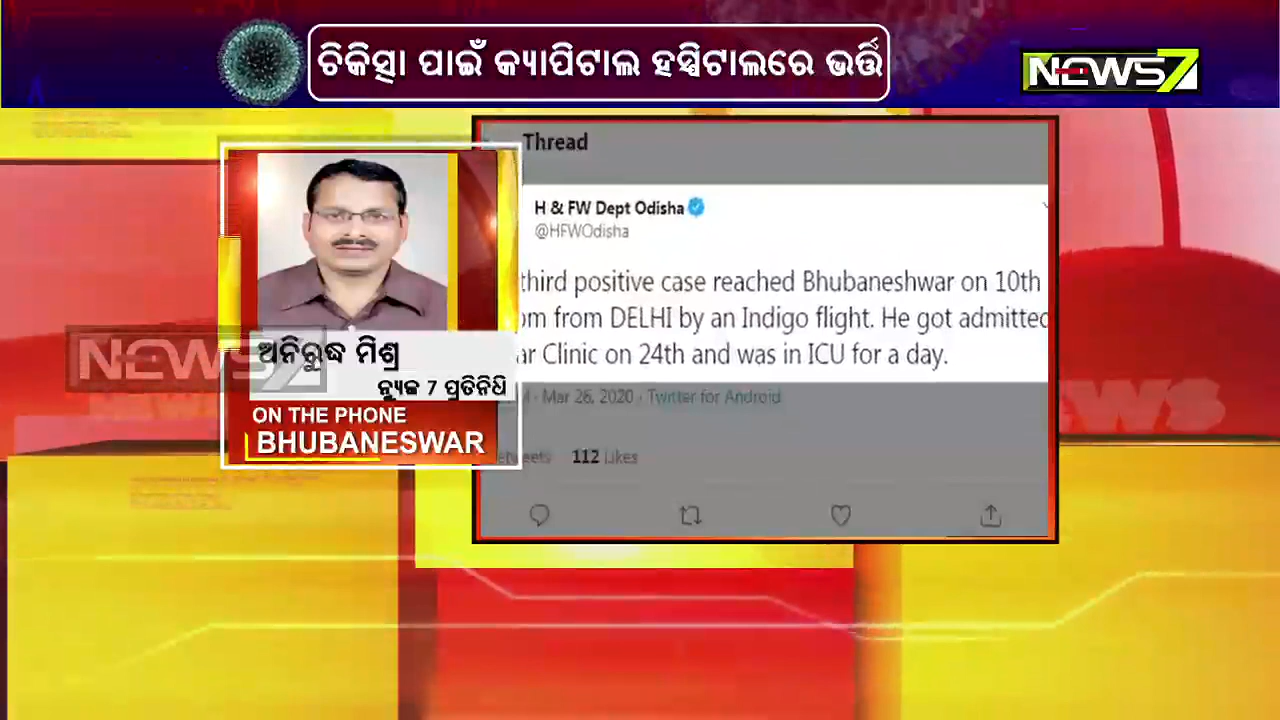 ଚିକିତ୍ସା ପାଇଁ କ୍ୟାପିଟାଲ ହସ୍ପିଟାଲରେ ଭର୍ତ୍ତି
NEWS7
Thread
H & FW Dept Odisha
@HFWOdisha
third positive case reached Bhubaneshwar on 10th
from DELHI by an Indigo flight. He got admitted
Clinic on 24th and was in ICU for a day.
Mar 26, 2020 · Twitter for Android
112 Likes
ଅନିରୁଦ୍ଧ ମିଶ୍ର
ନ୍ୟୁଜ 7 ପ୍ରତିନିଧି
ON THE PHONE
BHUBANESWAR
NEWS7
NEWS